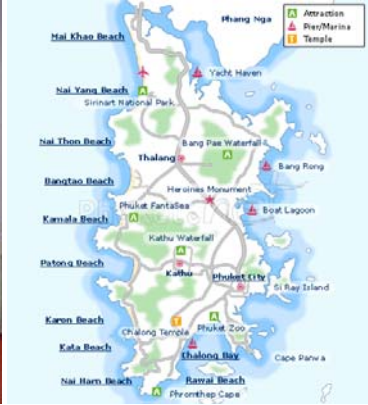 Phang Nga
Attraction
Pier/Marina
Temple
Mai Khao Beach
Yacht Haven
Nai Yang Beach
Sirinart National Park
Nai Thon Beach
Bang Pae Waterfall
Thalang
Bang Rong
Bangtao Beach
Heroines Monument
Phuket FantaSea
Boat Lagoon
Kamala Beach
Kathu Waterfall
Patong Beach
Kathu
Phuket City
Si Ray Island
Karon Beach
Chalong Temple
Phuket Zoo
Kata Beach
Chalong Bay
Cape Panwa
Nai Harn Beach
Rawai Beach
Phromthep Cape